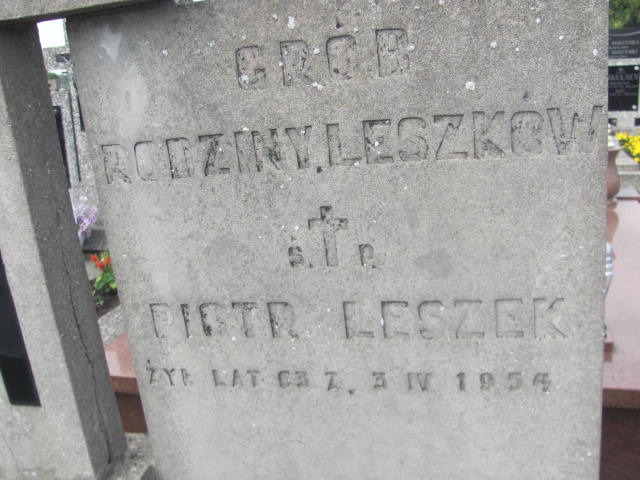 GRÓB
RODZINY LESZKÓW
Ś. P.
PIOTR LESZEK
ŻYŁ LAT 63 Z. 3 IV 1954